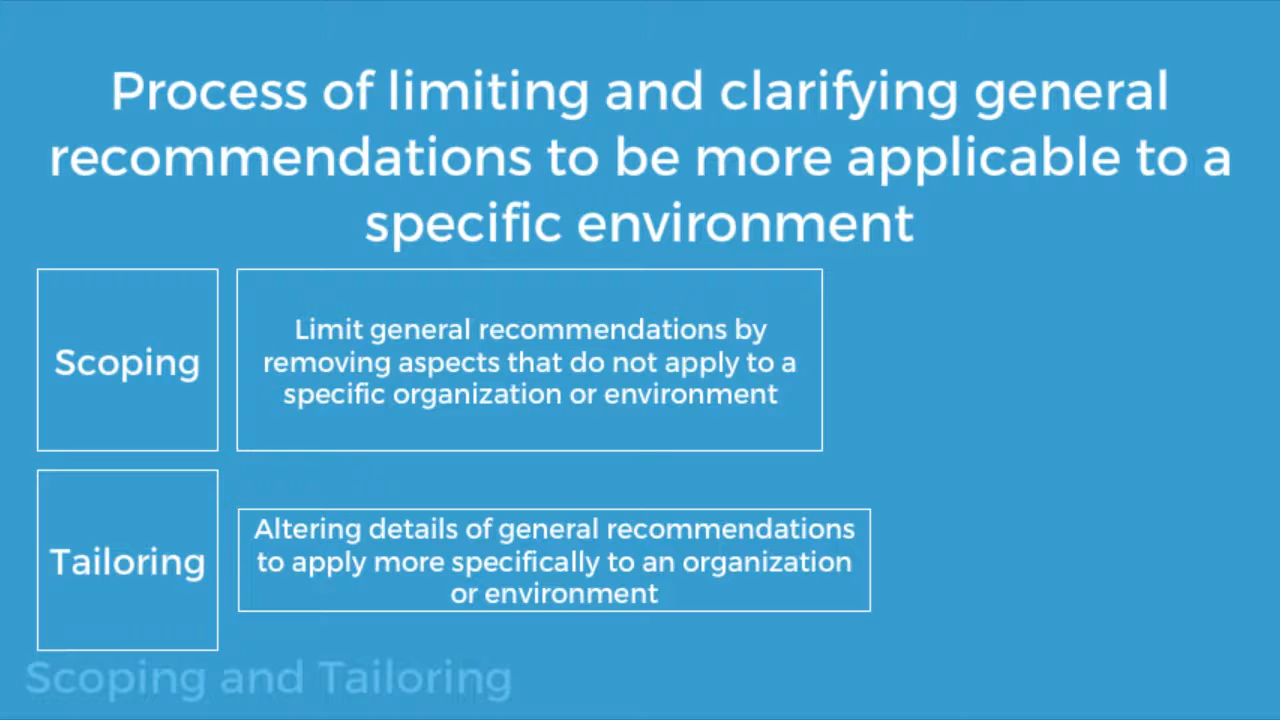 Process of limiting and clarifying general
recommendations to be more applicable to a
specific environment
Scoping
Limit general recommendations by
removing aspects that do not apply to a
specific organization or environment
Tailoring
Altering details of general recommendations
to apply more specifically to an organization
or environment
Scoping and Tailoring